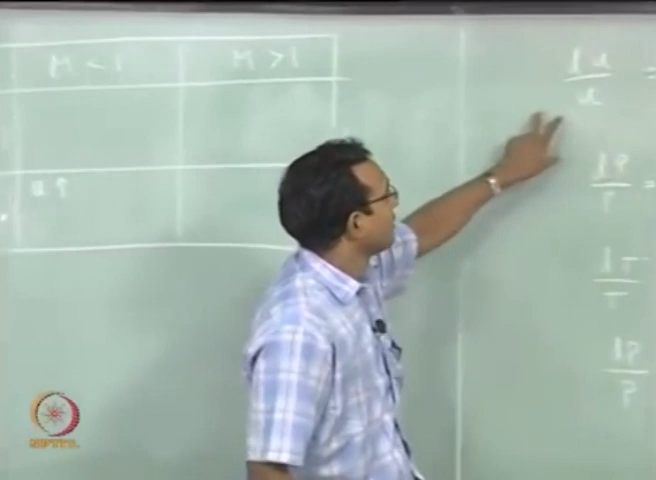 M < 1 M > 1
u↑
du
u
=
dρ
ρ
=
dT
T
dp
p
NPTEL